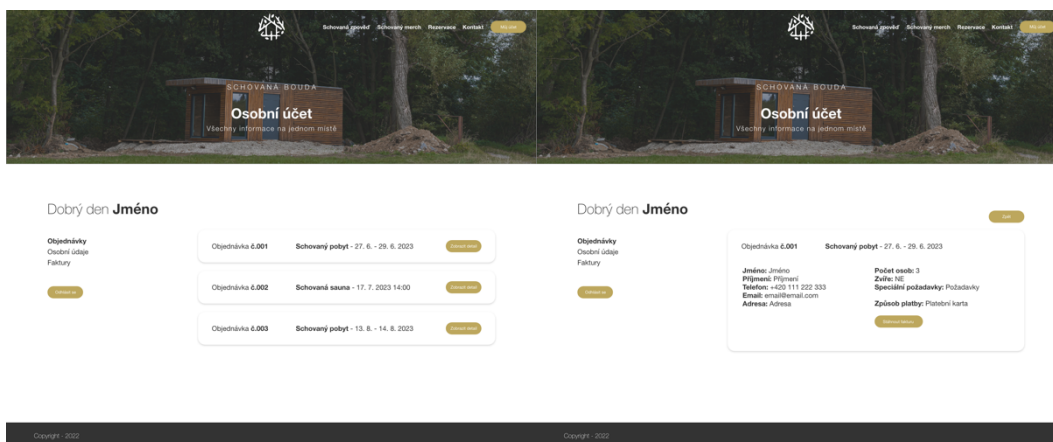 Schovaná zpověď Schovaný merch Rezervace Kontakt Můj účet
SCHOVANÁ BOUDA
Osobní účet
Všechny informace na jednom místě
Dobrý den Jméno
Objednávky
Osobní údaje
Faktury
Odhlásit se
Objednávka č.001 Schovaný pobyt - 27. 6. - 29. 6. 2023 Zobrazit detail
Objednávka č.002 Schovaná sauna - 17. 7. 2023 14:00 Zobrazit detail
Objednávka č.003 Schovaný pobyt - 13. 8. - 14. 8. 2023 Zobrazit detail
Copyright - 2022
Schovaná zpověď Schovaný merch Rezervace Kontakt Můj účet
SCHOVANÁ BOUDA
Osobní účet
Všechny informace na jednom místě
Dobrý den Jméno
Zpět
Objednávky
Osobní údaje
Faktury
Odhlásit se
Objednávka č.001 Schovaný pobyt - 27. 6. - 29. 6. 2023
Jméno: Jméno
Příjmení: Příjmení
Telefon: +420 111 222 333
Email: email@email.com
Adresa: Adresa
Počet osob: 3
Zvíře: NE
Speciální požadavky: Požadavky
Způsob platby: Platební karta
Stáhnout fakturu
Copyright - 2022